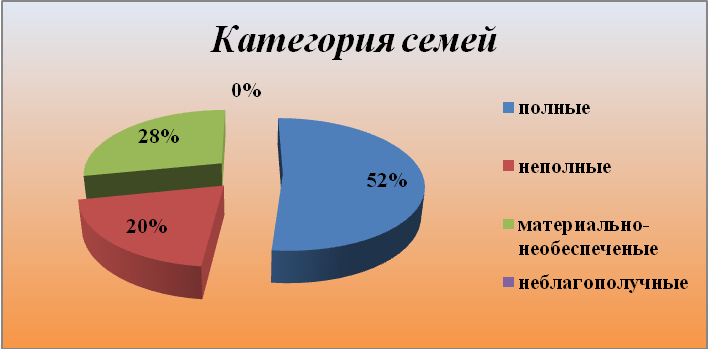 Категория семей
0%
28%
52%
20%
полные
неполные
материально-
необеспеченые
неблагополучные